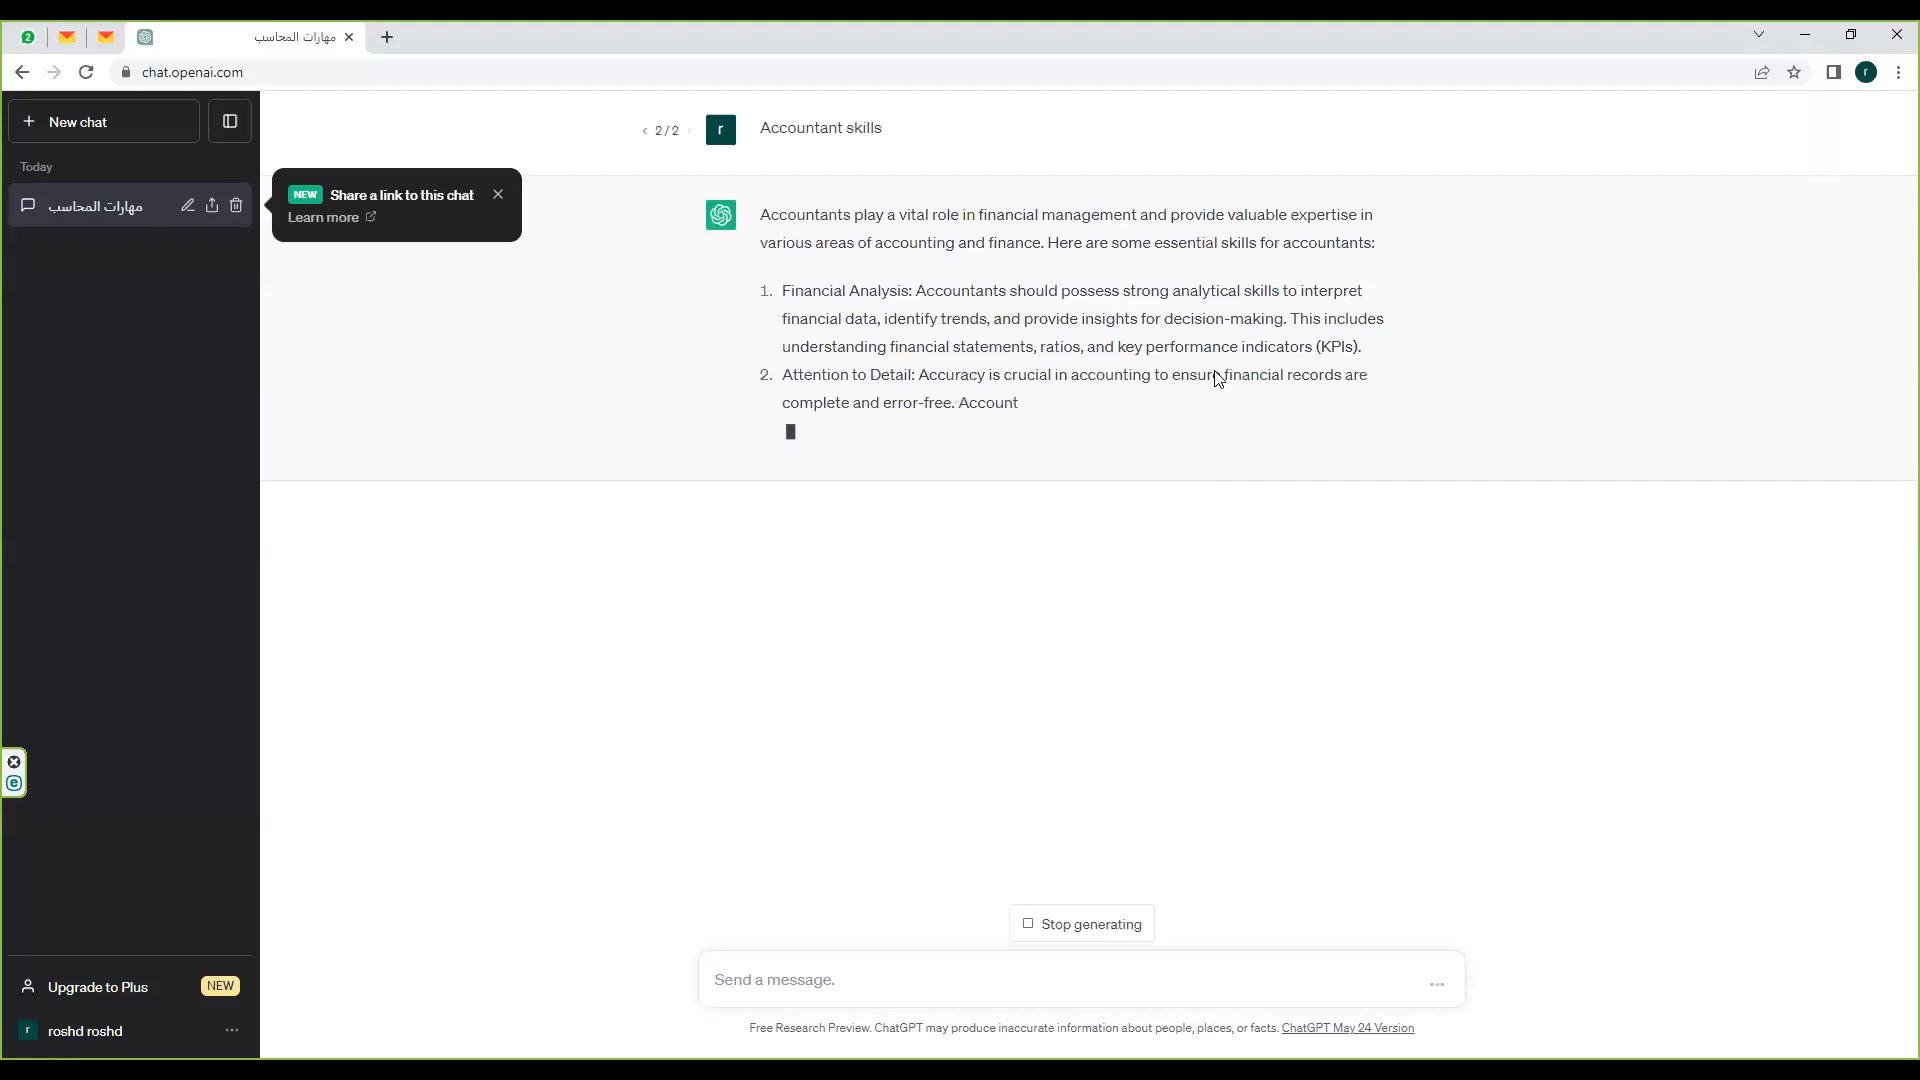 2
مهارات المحاسب
chat.openai.com
r
New chat
Today
مهارات المحاسب
NEW Share a link to this chat
Learn more
2/2
r
Accountant skills
Accountants play a vital role in financial management and provide valuable expertise in
various areas of accounting and finance. Here are some essential skills for accountants:
1. Financial Analysis: Accountants should possess strong analytical skills to interpret
financial data, identify trends, and provide insights for decision-making. This includes
understanding financial statements, ratios, and key performance indicators (KPIs).
2. Attention to Detail: Accuracy is crucial in accounting to ensure financial records are
complete and error-free. Account
e
Stop generating
Send a message.
Upgrade to Plus NEW
r roshd roshd
Free Research Preview. ChatGPT may produce inaccurate information about people, places, or facts. ChatGPT May 24 Version